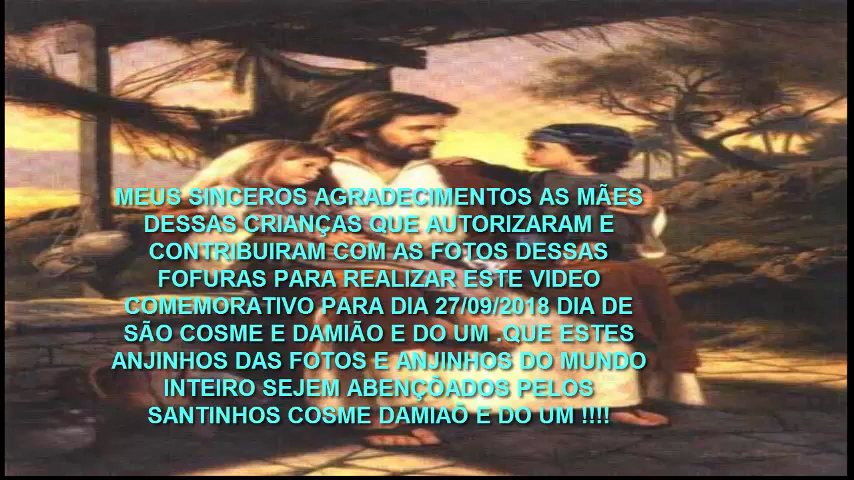 MEUS SINCEROS AGRADECIMENTOS AS MÃES
DESSAS CRIANÇAS QUE AUTORIZARAM E
CONTRIBUIRAM COM AS FOTOS DESSAS
FOFURAS PARA REALIZAR ESTE VIDEO
COMEMORATIVO PARA DIA 27/09/2018 DIA DE
SÃO COSME E DAMIÃO E DO UM .QUE ESTES
ANJINHOS DAS FOTOS E ANJINHOS DO MUNDO
INTEIRO SEJEM ABENÇÕADOS PELOS
SANTINHOS COSME DAMIAÕ E DO UM !!!!